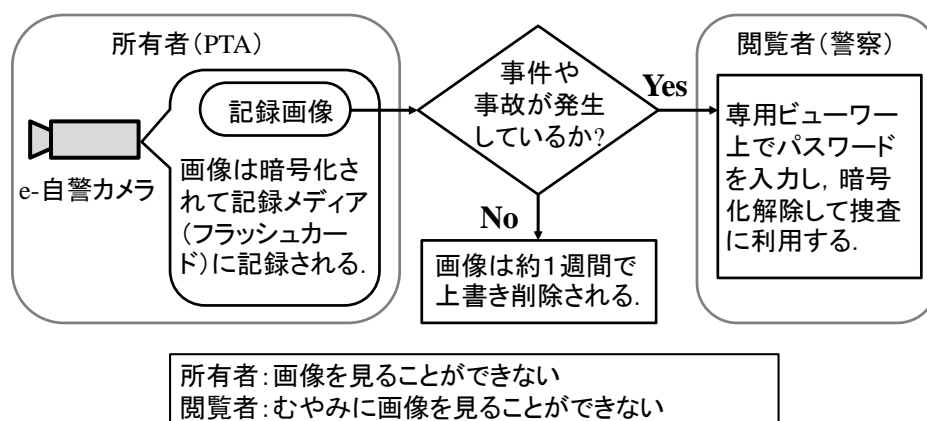 所有者(PTA)
記録画像
e-自警カメラ
画像は暗号化さ
れて記録メディア
(フラッシュカー
ド)に記録される.
事件や
事故が発生
しているか?
Yes
No
画像は約1週間で
上書き削除される.
閲覧者(警察)
専用ビューワー
上でパスワード
を入力し,暗号
化解除して捜査
に利用する.
所有者:画像を見ることができない
閲覧者:むやみに画像を見ることができない